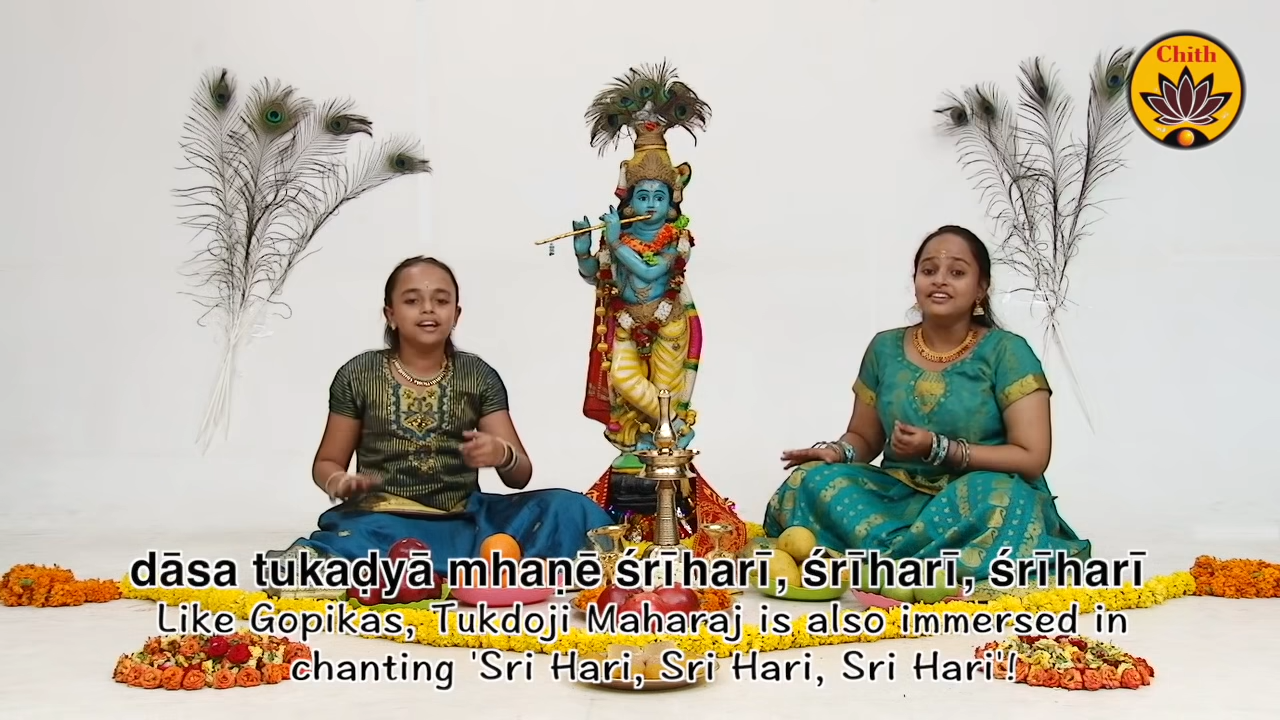 Chith
dāsa tukaḍyā mhaṇē śrīharī, śrīharī, śrīharī
Like Gopikas, Tukdoji Maharaj is also immersed in
chanting 'Sri Hari, Sri Hari, Sri Hari'!